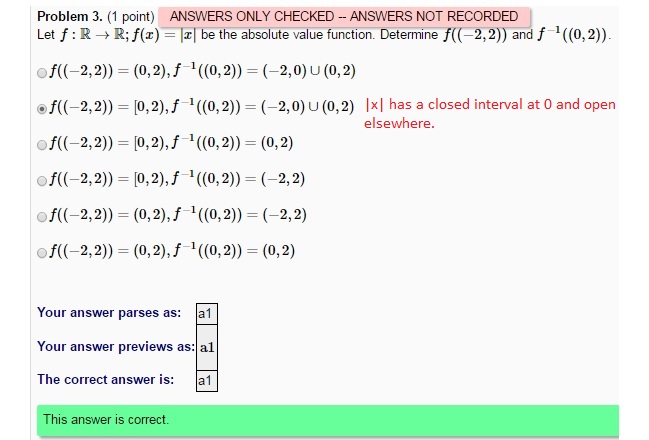 Problem 3. (1 point) ANSWERS ONLY CHECKED -- ANSWERS NOT RECORDED
Let f : ℝ → ℝ; f(x) = |x| be the absolute value function. Determine f((−2,2)) and f⁻¹((0,2)).
f((−2,2)) = (0,2), f⁻¹((0,2)) = (−2,0) ∪ (0,2)
f((−2,2)) = [0,2), f⁻¹((0,2)) = (−2,0) ∪ (0,2) |x| has a closed interval at 0 and open
elsewhere.
f((−2,2)) = [0,2), f⁻¹((0,2)) = (0,2)
f((−2,2)) = [0,2), f⁻¹((0,2)) = (−2,2)
f((−2,2)) = (0,2), f⁻¹((0,2)) = (−2,2)
f((−2,2)) = (0,2), f⁻¹((0,2)) = (0,2)
Your answer parses as: a1
Your answer previews as: a1
The correct answer is: a1
This answer is correct.